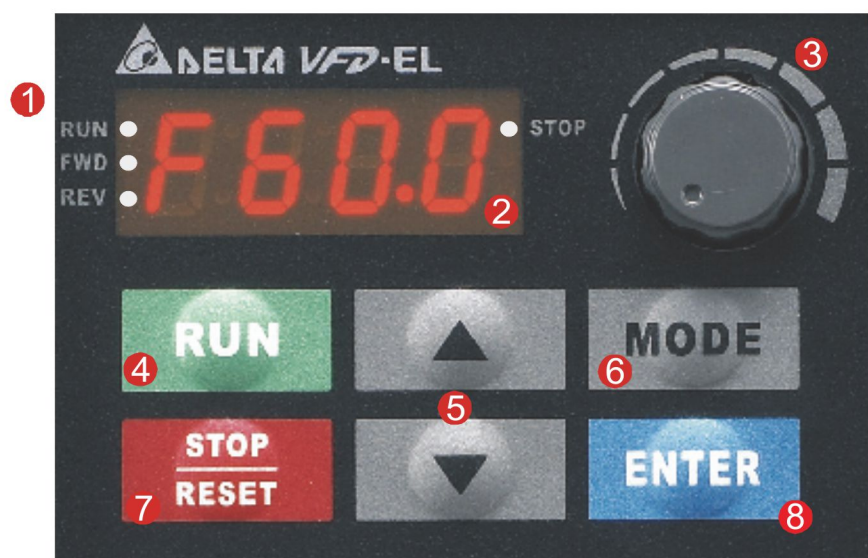 DELTA VFD-EL
1
3
RUN F60.0 STOP
FWD
REV
2
RUN
MODE
4
6
5
STOP
RESET
ENTER
7
8